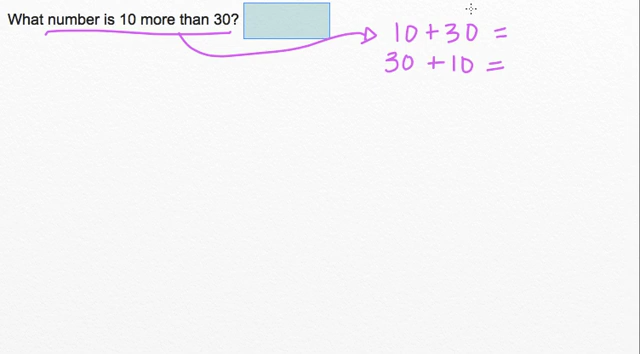 What number is 10 more than 30?
10 + 30 =
30 + 10 =